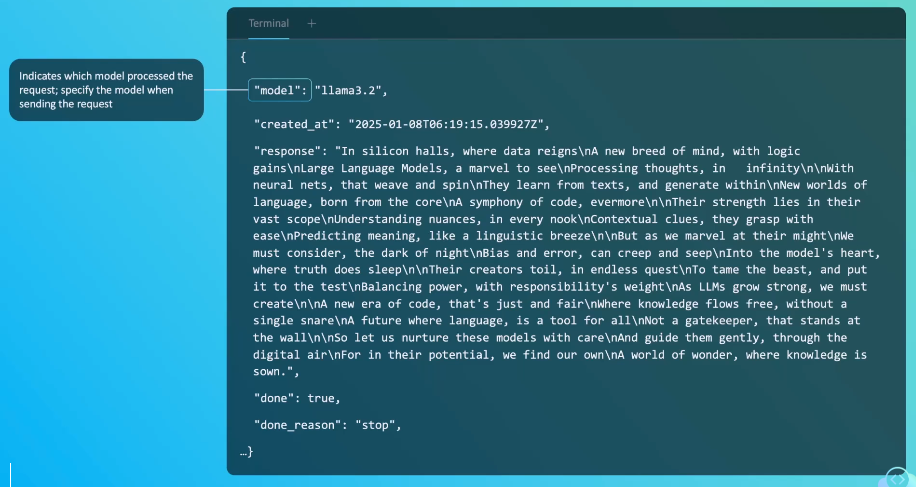 Terminal +
{
Indicates which model processed the
request; specify the model when
sending the request
"model": "llama3.2",
"created_at": "2025-01-08T06:19:15.039927Z",
"response": "In silicon halls, where data reigns\nA new breed of mind, with logic
gains\nLarge Language Models, a marvel to see\nProcessing thoughts, in infinity\n\nWith
neural nets, that weave and spin\nThey learn from texts, and generate within\nNew worlds of
language, born from the core\nA symphony of code, evermore\n\nTheir strength lies in their
vast scope\nUnderstanding nuances, in every nook\nContextual clues, they grasp with
ease\nPredicting meaning, like a linguistic breeze\n\nBut as we marvel at their might\nWe
must consider, the dark of night\nBias and error, can creep and seep\nInto the model's heart,
where truth does sleep\n\nTheir creators toil, in endless quest\nTo tame the beast, and put
it to the test\nBalancing power, with responsibility's weight\nAs LLMs grow strong, we must
create\n\nA new era of code, that's just and fair\nWhere knowledge flows free, without a
single snare\nA future where language, is a tool for all\nNot a gatekeeper, that stands at
the wall\n\nSo let us nurture these models with care\nAnd guide them gently, through the
digital air\nFor in their potential, we find our own\nA world of wonder, where knowledge is
sown.",
"done": true,
"done_reason": "stop",
…}